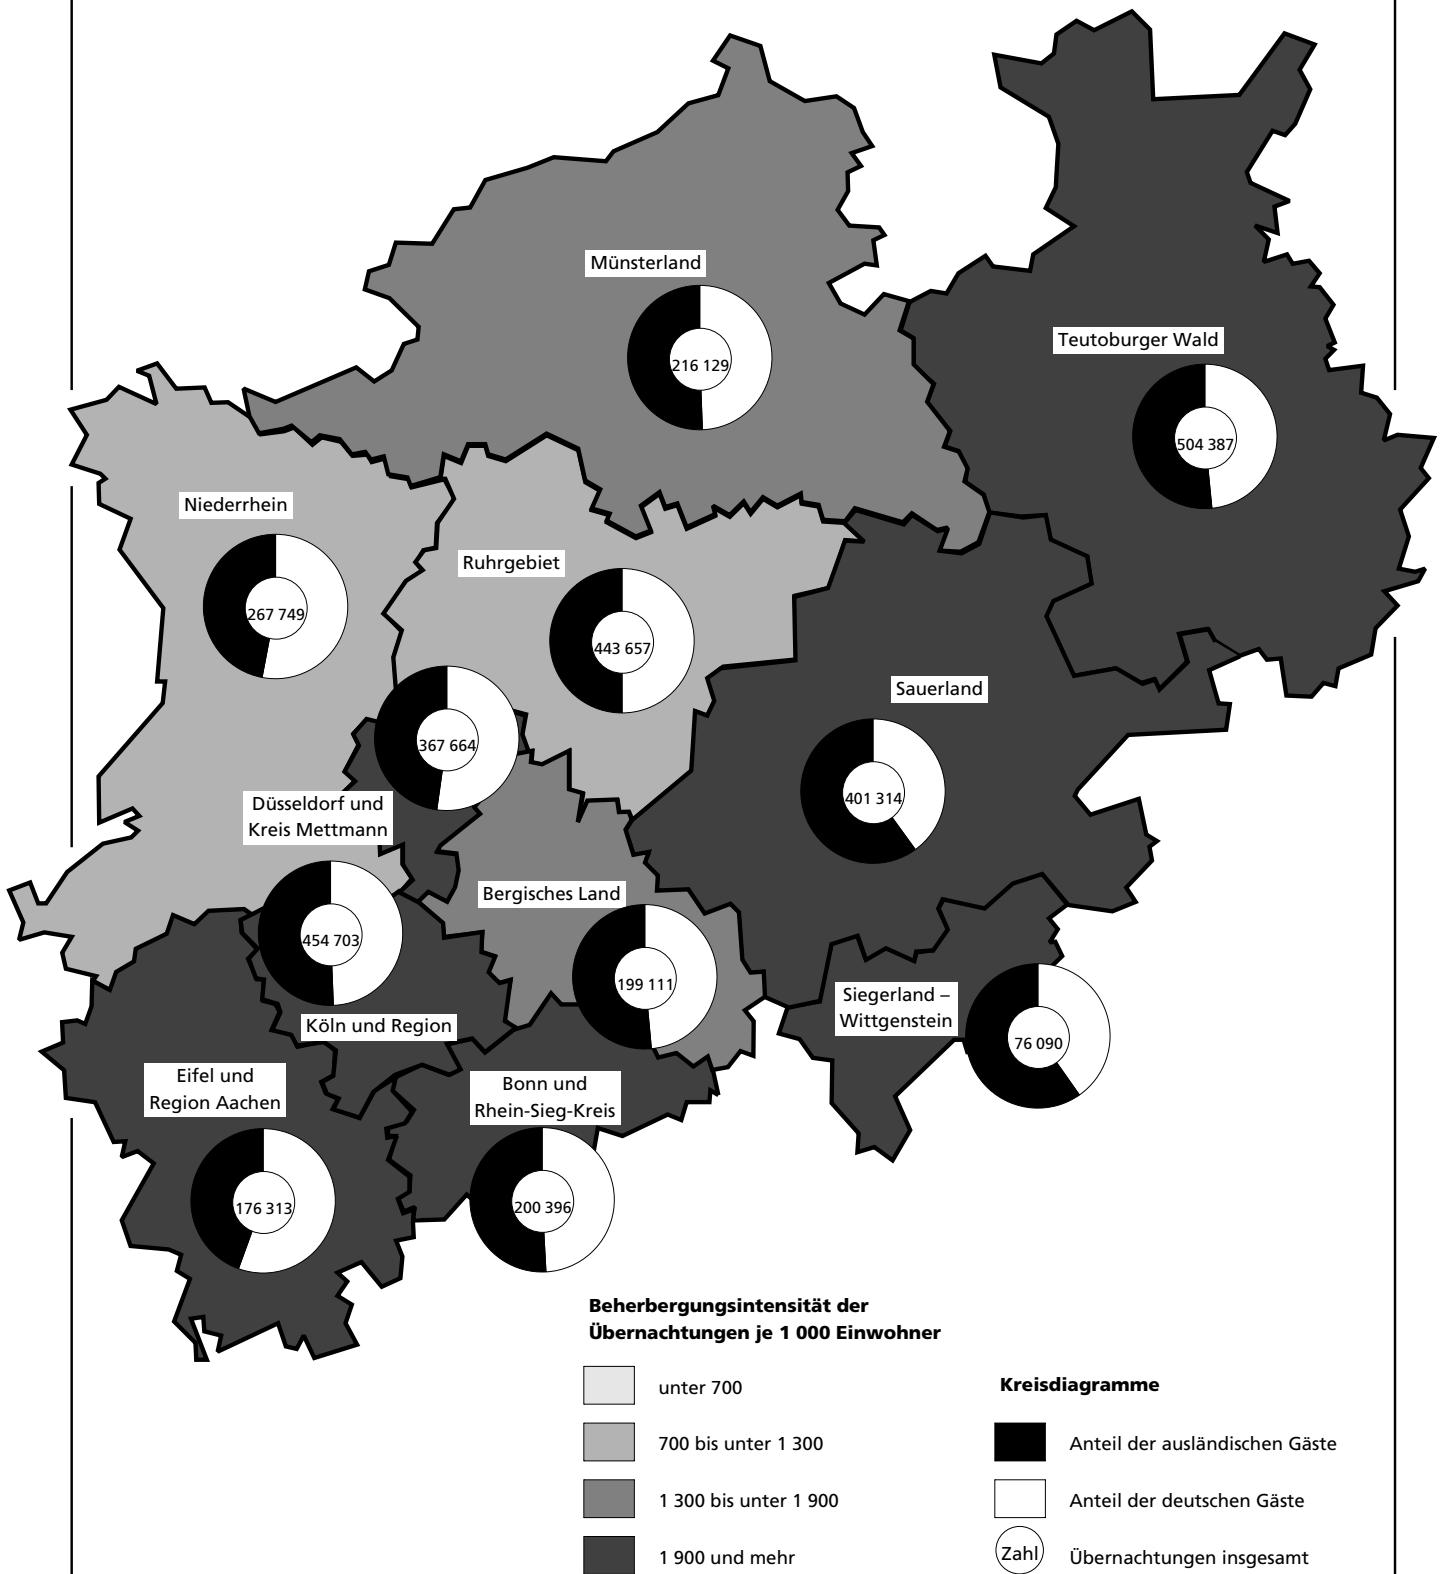 Münsterland
216 129
Teutoburger Wald
504 387
Niederrhein
267 749
Ruhrgebiet
443 657
Sauerland
401 314
367 664
Düsseldorf und
Kreis Mettmann
Bergisches Land
199 111
454 703
Köln und Region
Siegerland –
Wittgenstein
76 090
Eifel und
Region Aachen
176 313
Bonn und
Rhein-Sieg-Kreis
200 396
Beherbergungsintensität der
Übernachtungen je 1 000 Einwohner
unter 700
700 bis unter 1 300
1 300 bis unter 1 900
1 900 und mehr
Kreisdiagramme
Anteil der ausländischen Gäste
Anteil der deutschen Gäste
Zahl Übernachtungen insgesamt